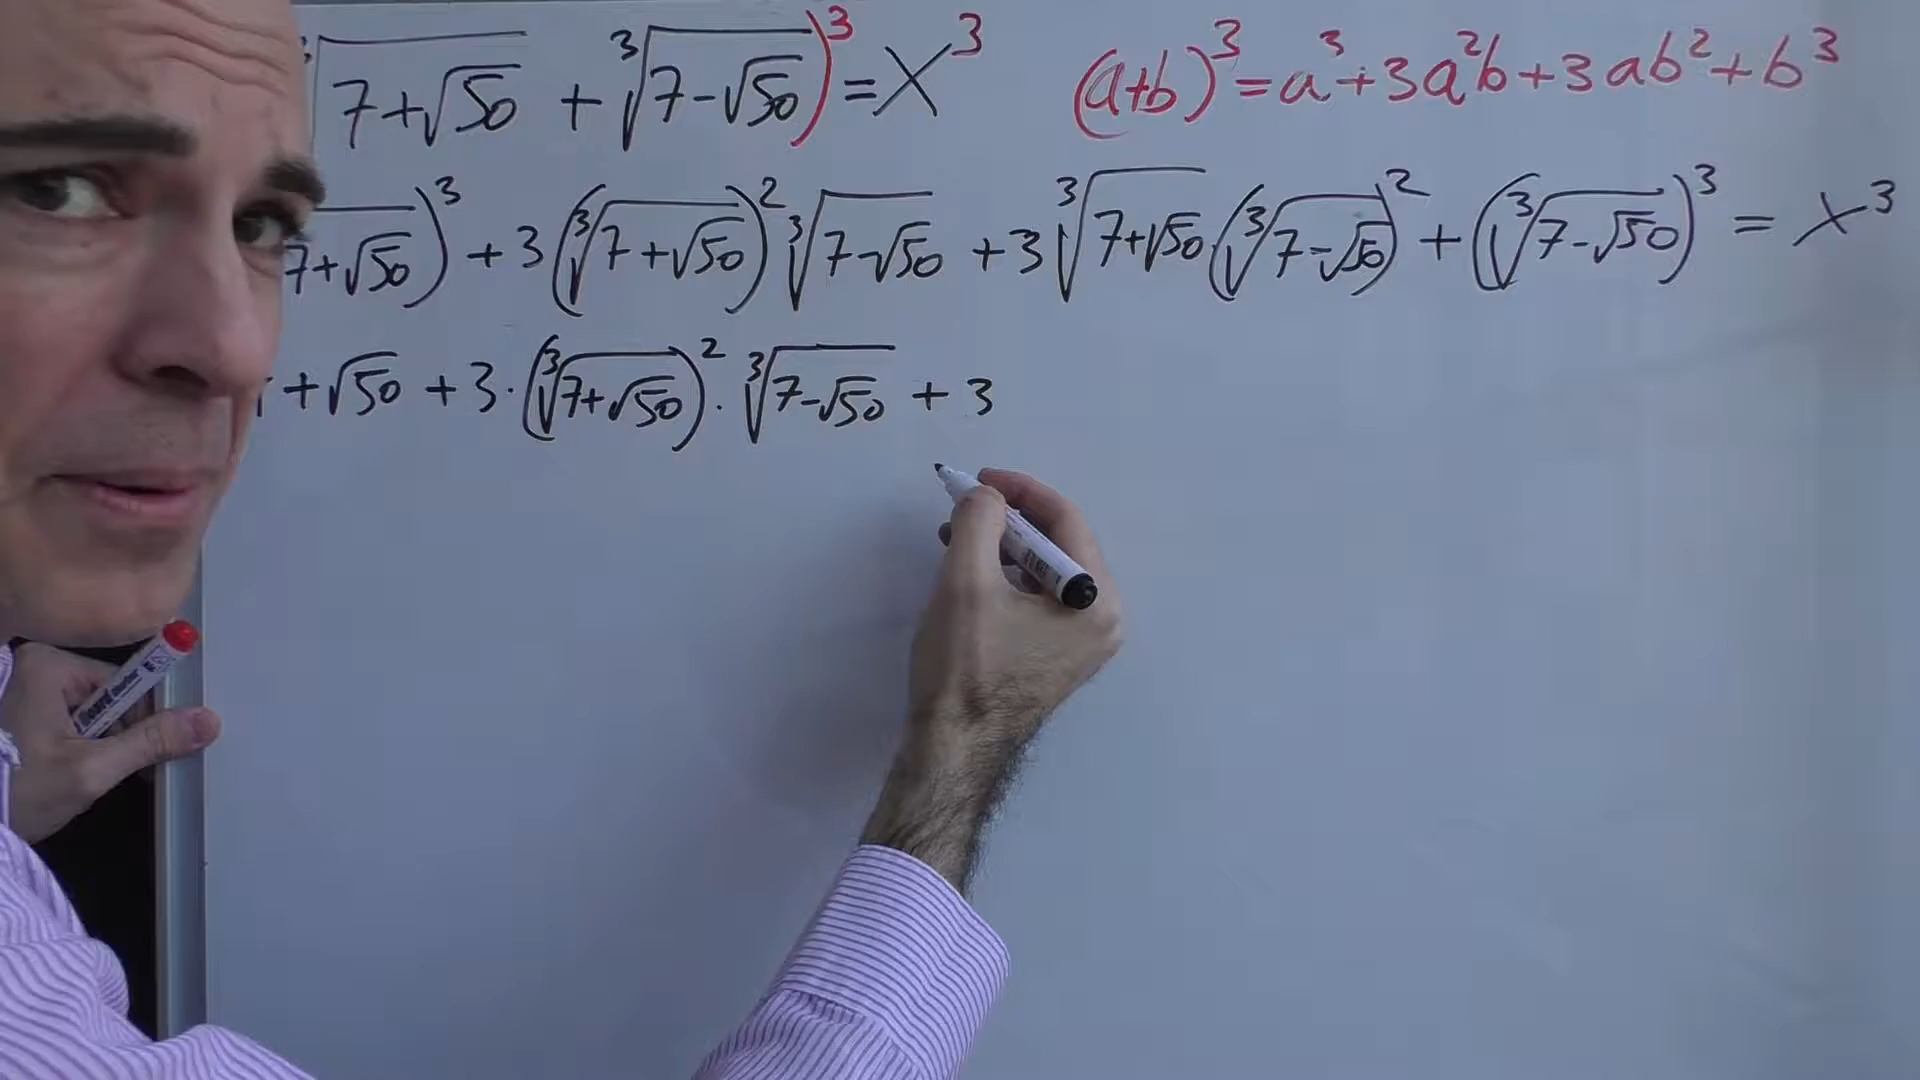 ∛(7+√50) + ∛(7-√50))³ = X³
(a+b)³ = a³+3a²b+3ab²+b³
7+√50)³ + 3(∛(7+√50))² ∛(7-√50) + 3∛(7+√50)(∛(7-√50))² + (∛(7-√50))³ = x³
+√50 + 3·(∛(7+√50))² · ∛(7-√50) + 3